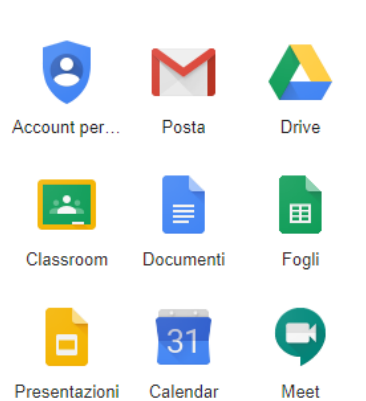 Account per...
Posta
Drive
Classroom
Documenti
Fogli
Presentazioni
31
Calendar
Meet